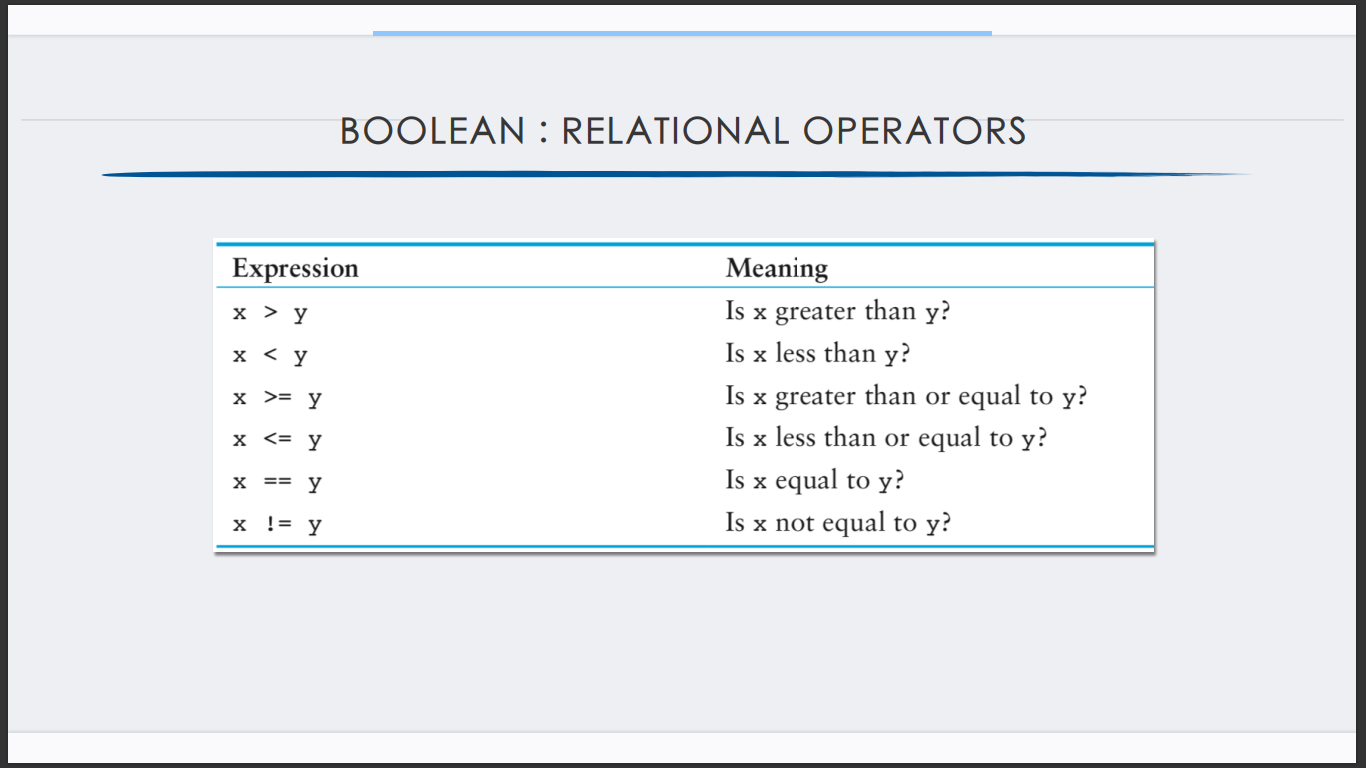 BOOLEAN : RELATIONAL OPERATORS
Expression Meaning
x > y Is x greater than y?
x < y Is x less than y?
x >= y Is x greater than or equal to y?
x <= y Is x less than or equal to y?
x == y Is x equal to y?
x != y Is x not equal to y?